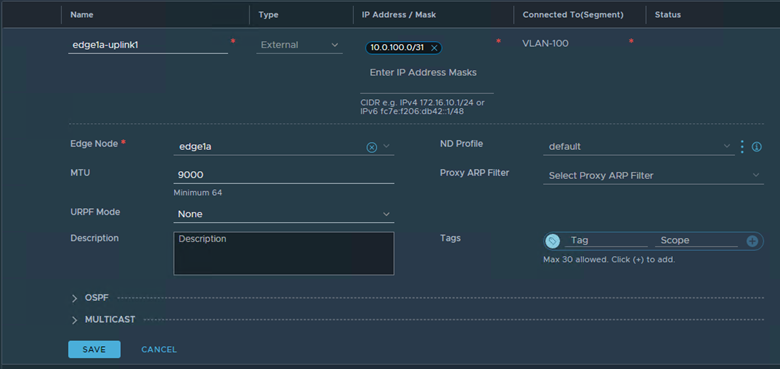 Name Type IP Address / Mask Connected To(Segment) Status
edge1a-uplink1 * External 10.0.100.0/31 × * VLAN-100 *
Enter IP Address Masks
CIDR e.g. IPv4 172.16.10.1/24 or
IPv6 fc7e:f206:db42::1/48
Edge Node * edge1a ND Profile default
MTU 9000 Proxy ARP Filter Select Proxy ARP Filter
Minimum 64
URPF Mode None
Description Description Tags Tag Scope
Max 30 allowed. Click (+) to add.
OSPF
MULTICAST
SAVE CANCEL